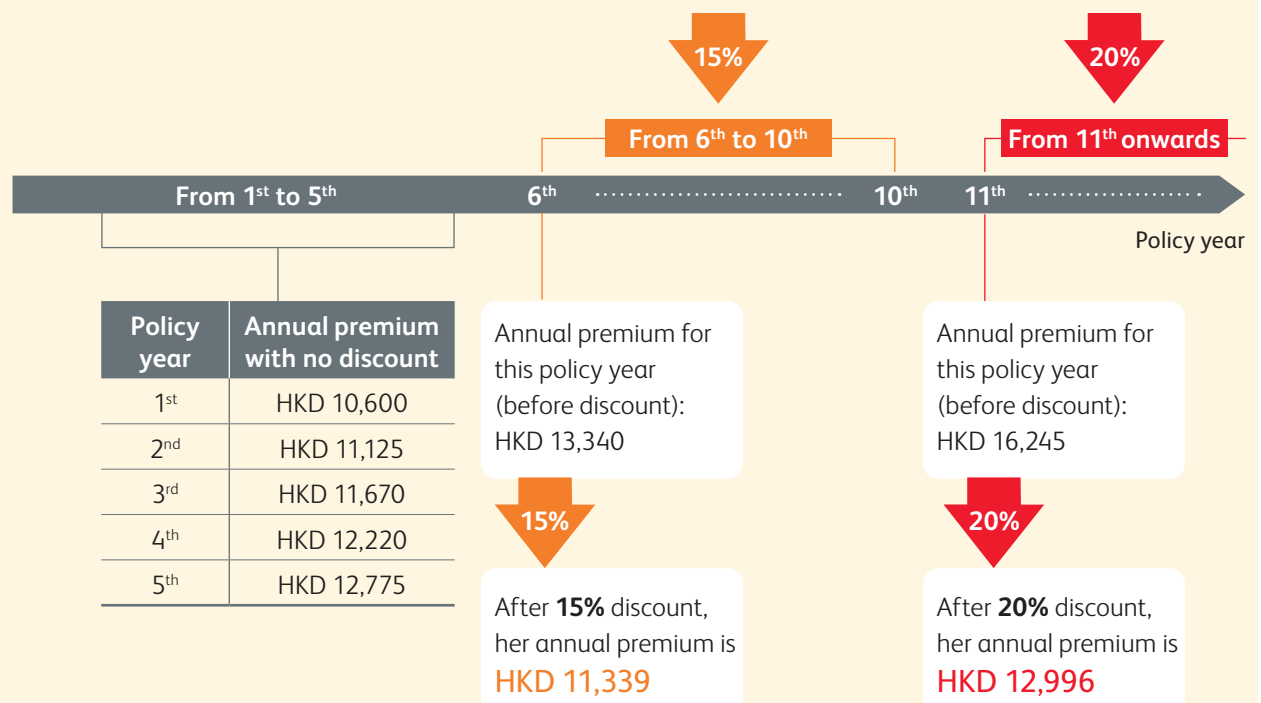 15%
20%
From 6th to 10th
From 11th onwards
From 1st to 5th
6th
10th
11th
Policy year
Policy year
Annual premium with no discount
1st HKD 10,600
2nd HKD 11,125
3rd HKD 11,670
4th HKD 12,220
5th HKD 12,775
Annual premium for
this policy year
(before discount):
HKD 13,340
15%
After 15% discount,
her annual premium is
HKD 11,339
Annual premium for
this policy year
(before discount):
HKD 16,245
20%
After 20% discount,
her annual premium is
HKD 12,996